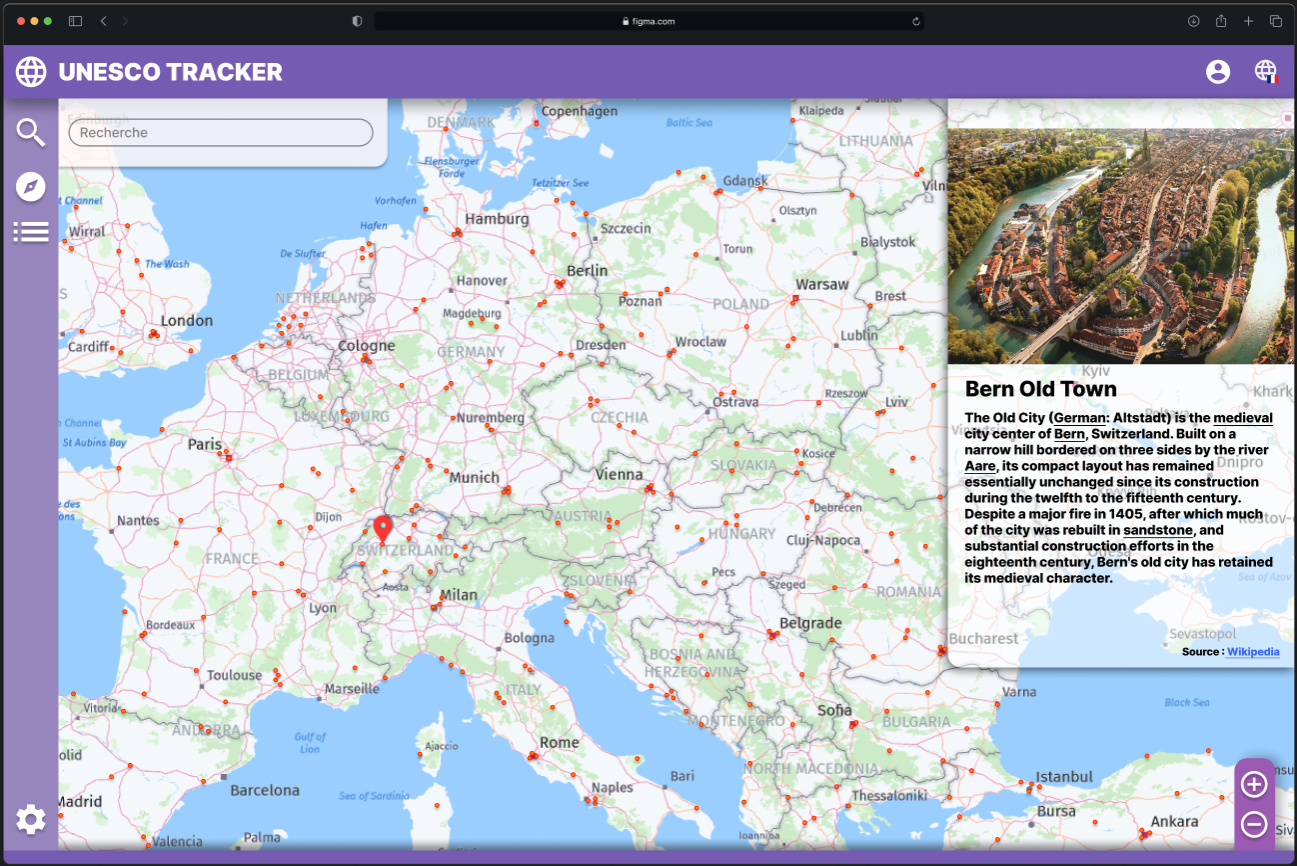 figma.com
UNESCO TRACKER
Recherche
Edinburgh
DENMARK
Copenhagen
Baltic Sea
Klaipeda
Siauliai
LITHUANIA
Flensburger
Förde
Tetzitzer See
Gdansk
Viln
t Channel
Wirral
Vorhafen
Hafen
Hamburg
Szczecin
Olsztyn
Torun
Bialystok
The Wash
De Slufter
Hanover
Berlin
NETHERLANDS
Magdeburg
Poznan
POLAND
Warsaw
Brest
London
Cardiff
Cologne
GERMANY
Dresden
Wroclaw
Lublin
BELGIUM
Kyiv
Khark
LUXEMBOURG
Nuremberg
CZECHIA
Ostrava
Rzeszow
Lviv
Bern Old Town
The Old City (German: Altstadt) is the medieval
city center of Bern, Switzerland. Built on a
narrow hill bordered on three sides by the river
Aare, its compact layout has remained
essentially unchanged since its construction
during the twelfth to the fifteenth century.
Despite a major fire in 1405, after which much
of the city was rebuilt in sandstone, and
substantial construction efforts in the
eighteenth century, Bern's old city has retained
its medieval character.
Dnipro
Rostov-o
Odesa
Sea of Azov
Sevastopol
Bucharest
Source : Wikipedia
h Channel
St Aubins Bay
Paris
Munich
Vienna
SLOVAKIA
Kosice
e des
ons
Nantes
Dijon
AUSTRIA
HUNGARY
Debrecen
Cluj-Napoca
FRANCE
SWITZERLAND
Aosta
SLOVENIA
Pecs
Szeged
ROMANIA
Lyon
Milan
Bordeaux
Bologna
Belgrade
BOSNIA AND
HERZEGOVINA
Toulouse
Marseille
ITALY
Vitoria
ANDORRA
Gulf of
Lion
Ajaccio
MONTENEGRO
Sofia
BULGARIA
Varna
Black Sea
olid
Rome
Bari
NORTH MACEDONIA
Madrid
Barcelona
Sea of Sardinia
Naples
Thessaloniki
Istanbul
Bursa
Ankara
Valencia
Palma
Ioannina